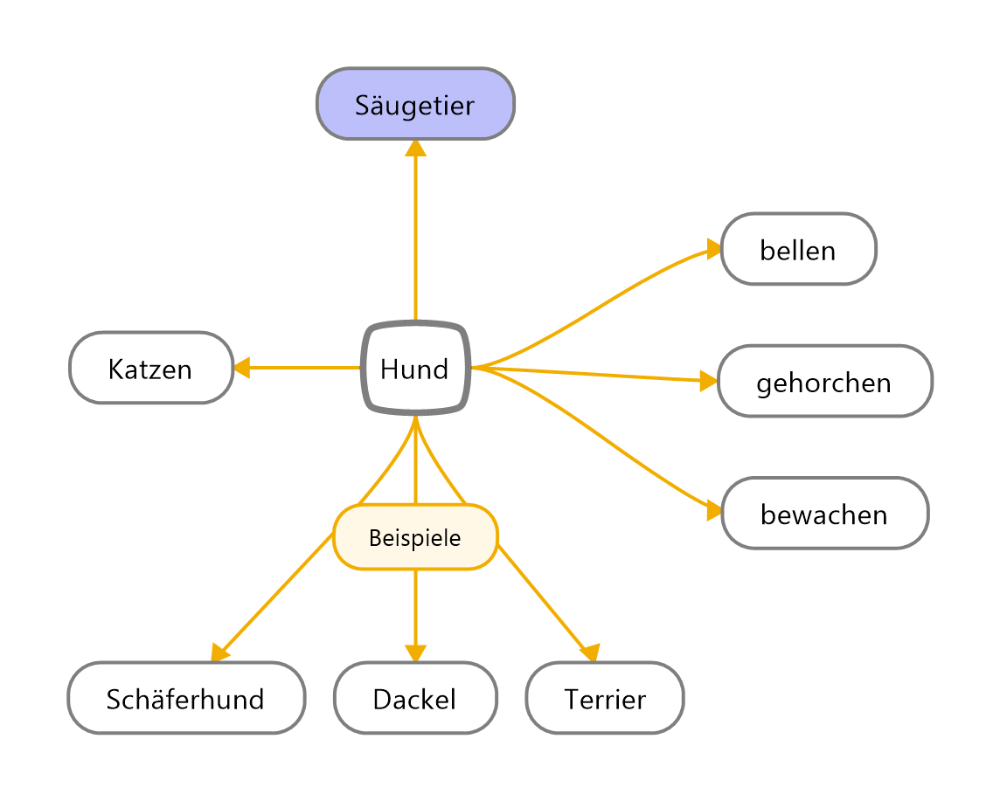 Säugetier
bellen
Katzen
Hund
gehorchen
bewachen
Beispiele
Schäferhund
Dackel
Terrier